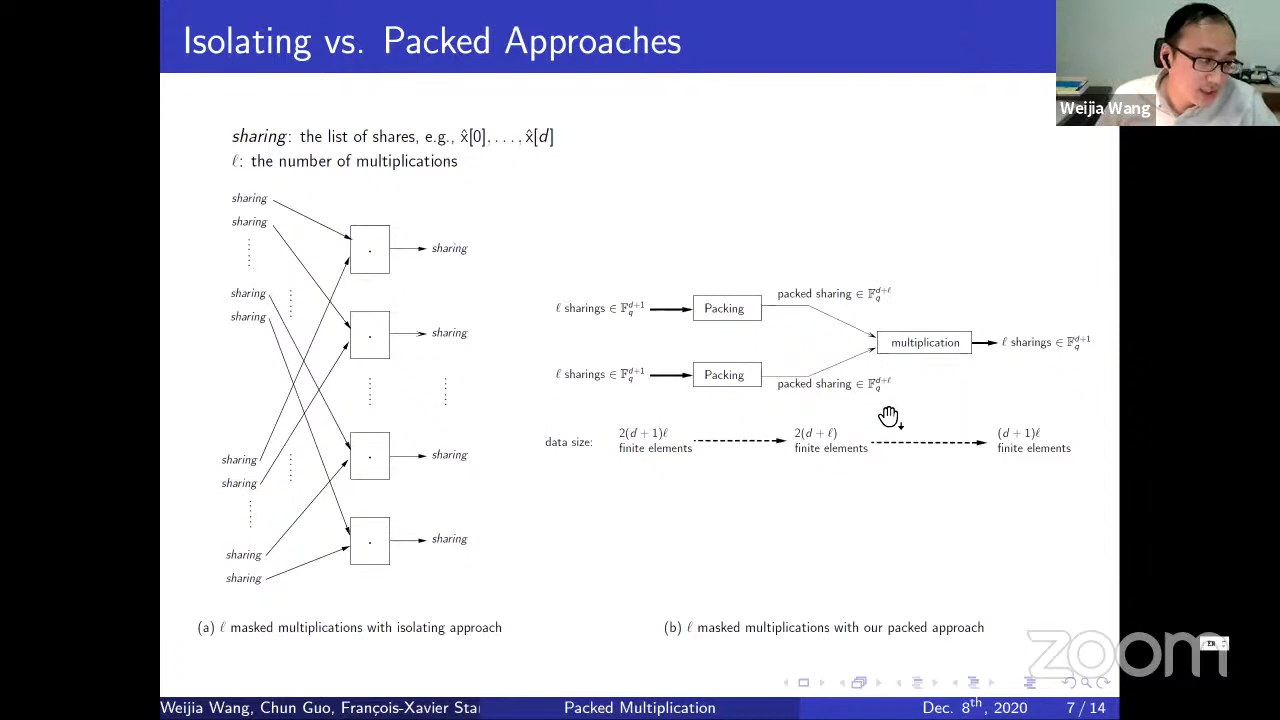 Isolating vs. Packed Approaches
Weijia Wang
sharing: the list of shares, e.g., x̂[0], . . . , x̂[d]
ℓ: the number of multiplications
sharing
sharing
sharing
sharing
sharing
sharing
sharing
sharing
sharing
sharing
sharing
sharing
ℓ sharings ∈ 𝔽_q^{d+1}
Packing
packed sharing ∈ 𝔽_q^{d+ℓ}
multiplication
ℓ sharings ∈ 𝔽_q^{d+1}
ℓ sharings ∈ 𝔽_q^{d+1}
Packing
packed sharing ∈ 𝔽_q^{d+ℓ}
data size:
2(d + 1)ℓ
finite elements
2(d + ℓ)
finite elements
(d + 1)ℓ
finite elements
(a) ℓ masked multiplications with isolating approach
(b) ℓ masked multiplications with our packed approach
zoom
Weijia Wang, Chun Guo, François-Xavier Sta
Packed Multiplication
Dec. 8th, 2020
7 / 14